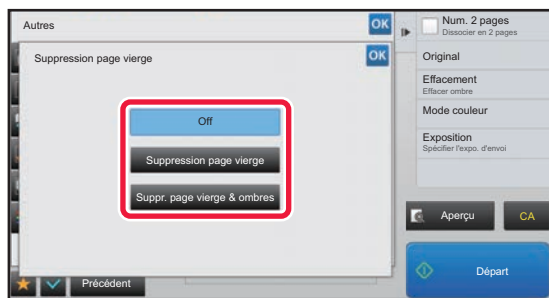 Autres
OK
Suppression page vierge
OK
Off
Suppression page vierge
Suppr. page vierge & ombres
Précédent
Num. 2 pages
Dissocier en 2 pages
Original
Effacement
Effacer ombre
Mode couleur
Exposition
Spécifier l'expo. d'envoi
Aperçu
CA
Départ